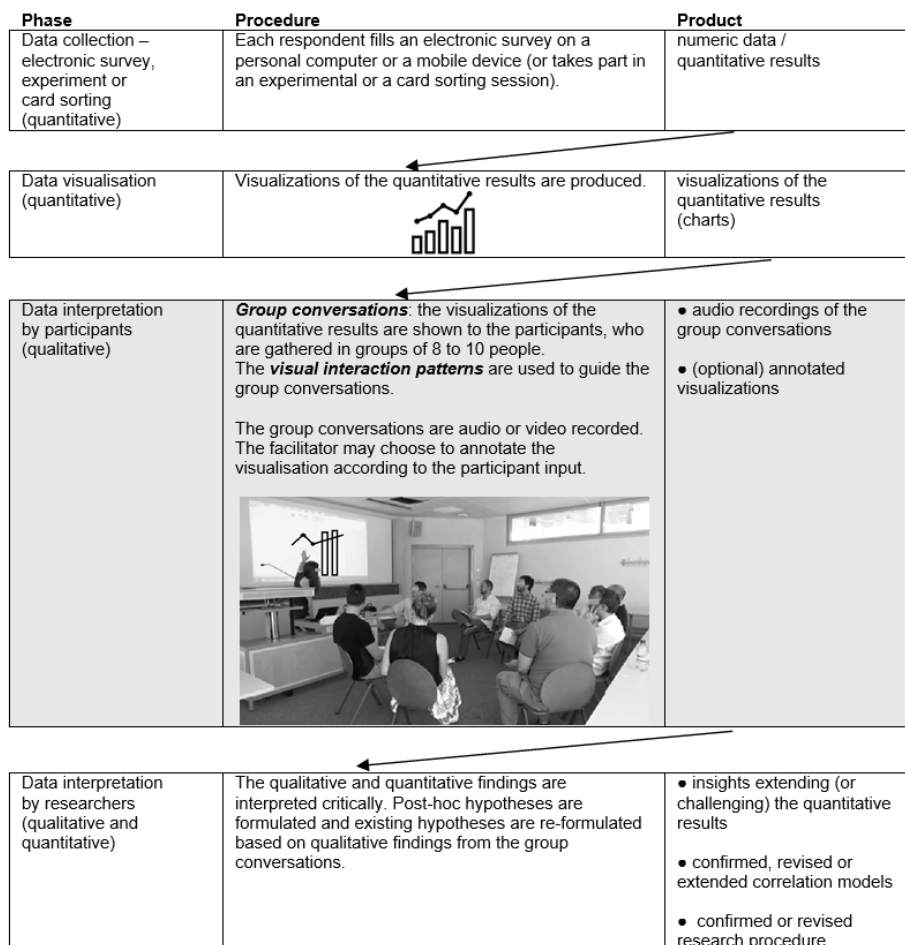 Phase Procedure Product
Data collection –
electronic survey,
experiment or
card sorting
(quantitative)
Each respondent fills an electronic survey on a
personal computer or a mobile device (or takes part in
an experimental or a card sorting session).
numeric data /
quantitative results
Data visualisation
(quantitative)
Visualizations of the quantitative results are produced.
visualizations of the
quantitative results
(charts)
Data interpretation
by participants
(qualitative)
Group conversations: the visualizations of the
quantitative results are shown to the participants, who
are gathered in groups of 8 to 10 people.
The visual interaction patterns are used to guide the
group conversations.
The group conversations are audio or video recorded.
The facilitator may choose to annotate the
visualisation according to the participant input.
● audio recordings of the
group conversations
● (optional) annotated
visualizations
Data interpretation
by researchers
(qualitative and
quantitative)
The qualitative and quantitative findings are
interpreted critically. Post-hoc hypotheses are
formulated and existing hypotheses are re-formulated
based on qualitative findings from the group
conversations.
● insights extending (or
challenging) the quantitative
results
● confirmed, revised or
extended correlation models
● confirmed or revised
research procedure